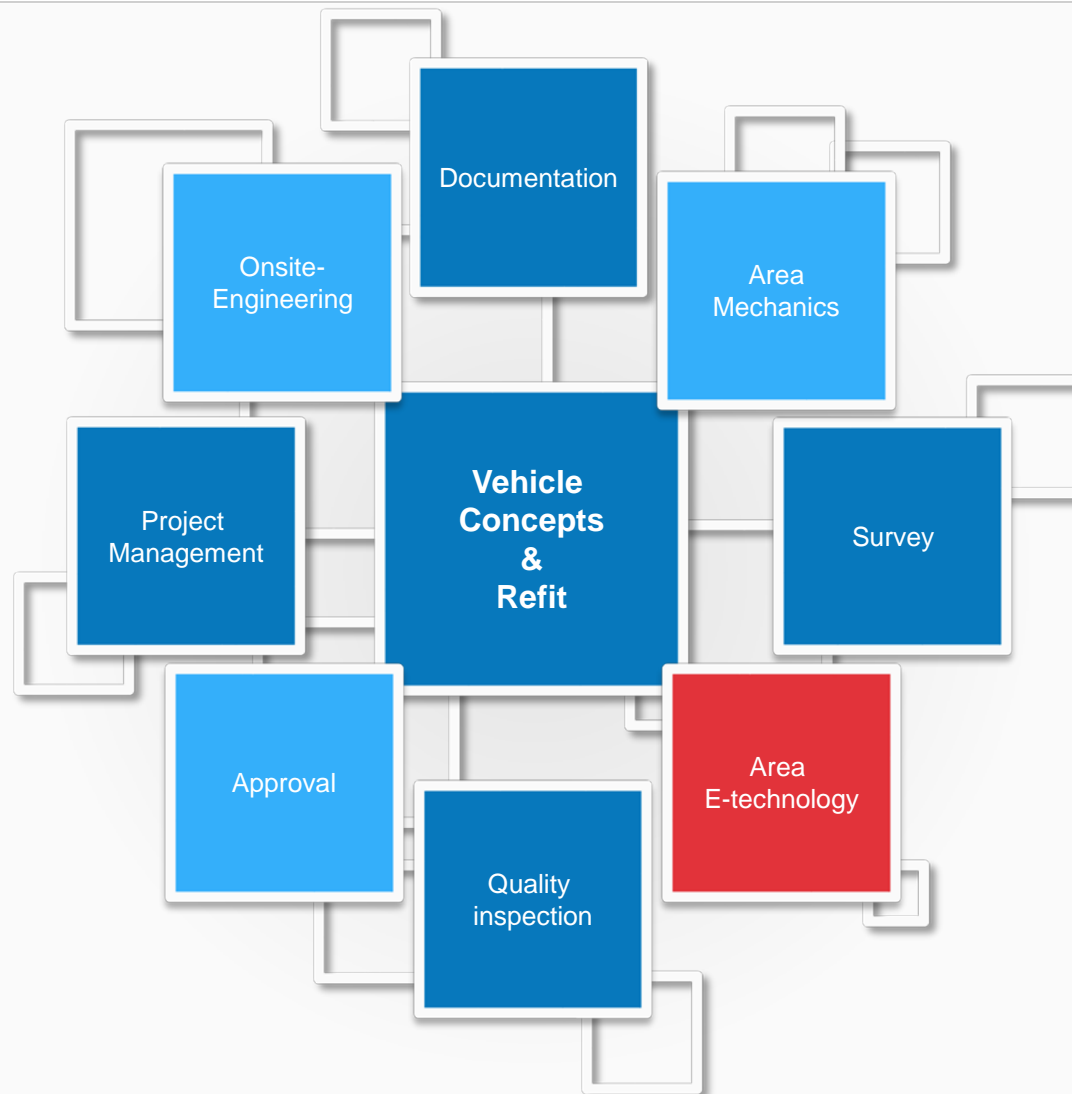 Documentation
Onsite-
Engineering
Area
Mechanics
Vehicle
Concepts
&
Refit
Project
Management
Survey
Approval
Area
E-technology
Quality
inspection